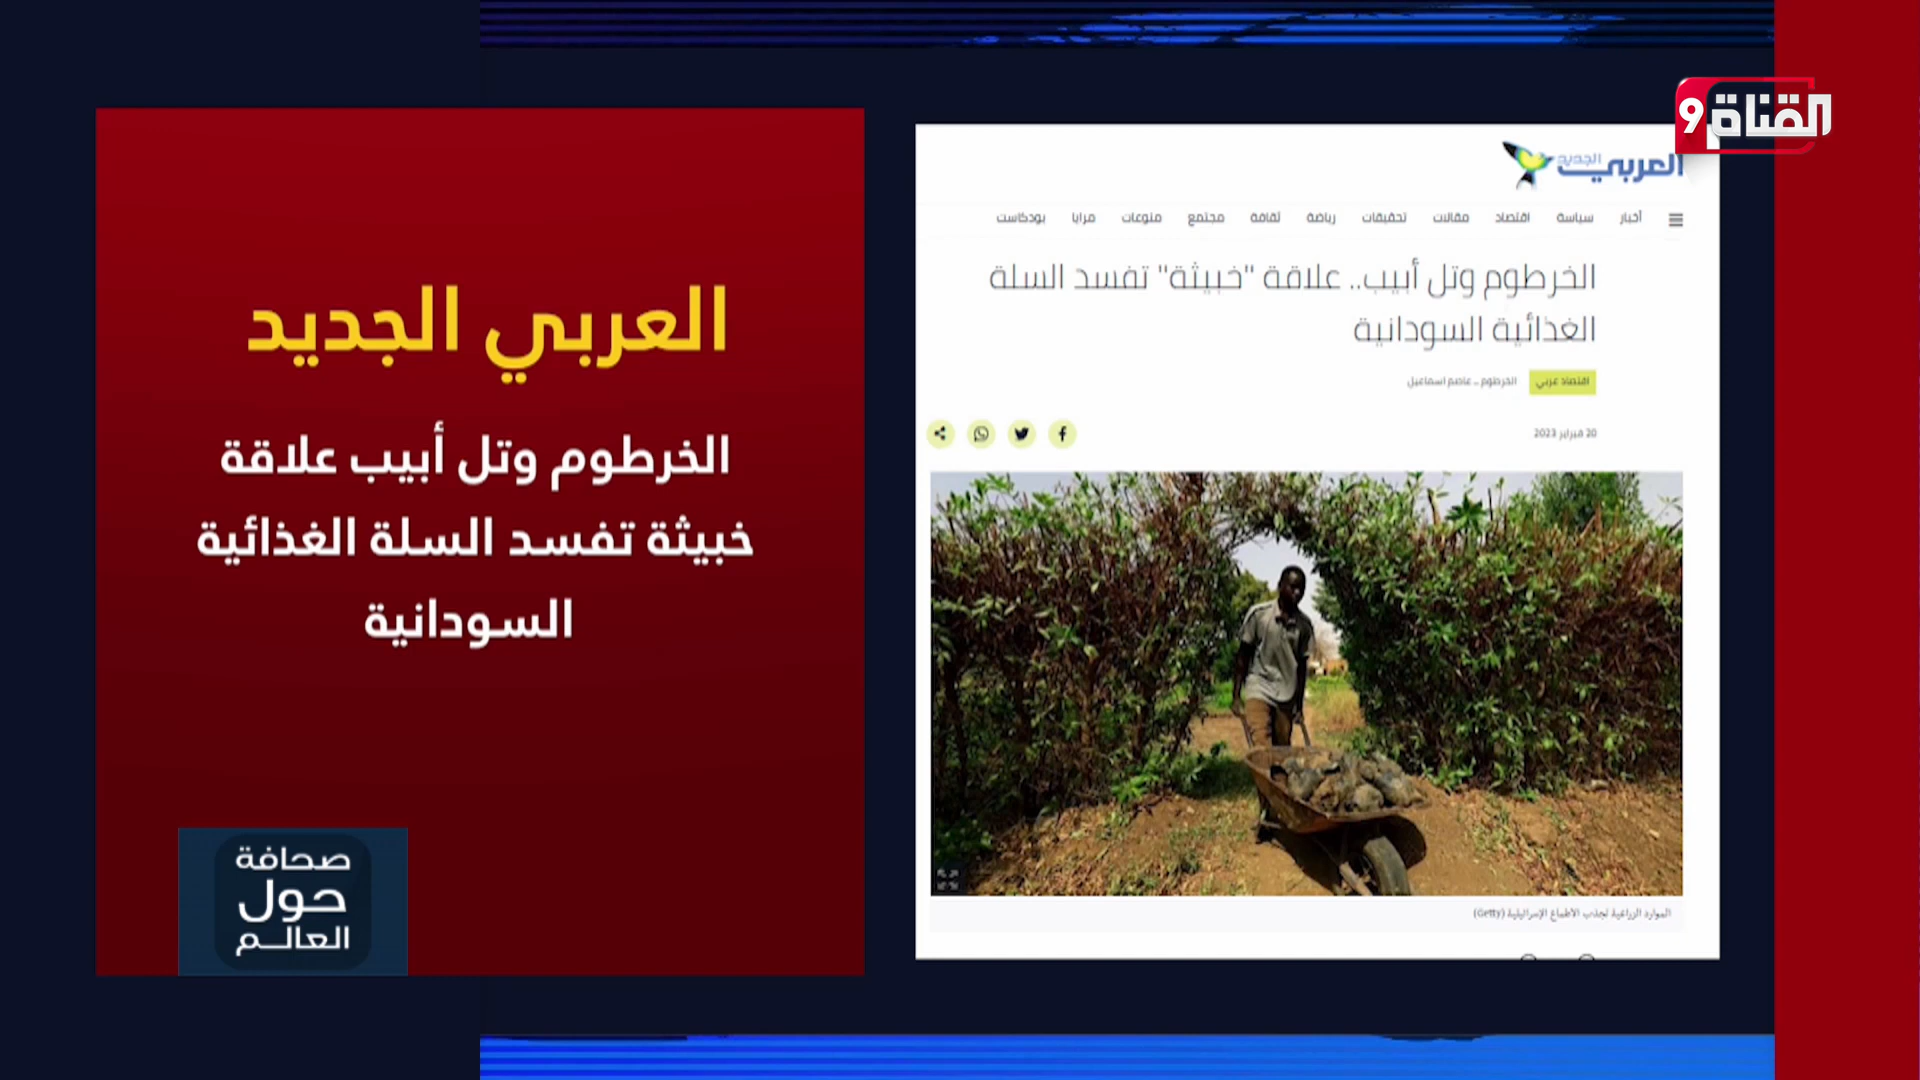 القناة 9
العربي الجديد
أخبار سياسة اقتصاد مقالات تحقيقات رياضة ثقافة مجتمع منوعات مرايا بودكاست
الخرطوم وتل أبيب.. علاقة "خبيثة" تفسد السلة
الغذائية السودانية
اقتصاد عربي الخرطوم ـ عاصم اسماعيل
20 فبراير 2023
الموارد الزراعية تجذب الأطماع الإسرائيلية (Getty)
العربي الجديد
الخرطوم وتل أبيب علاقة
خبيثة تفسد السلة الغذائية
السودانية
صحافة
حول
العالم